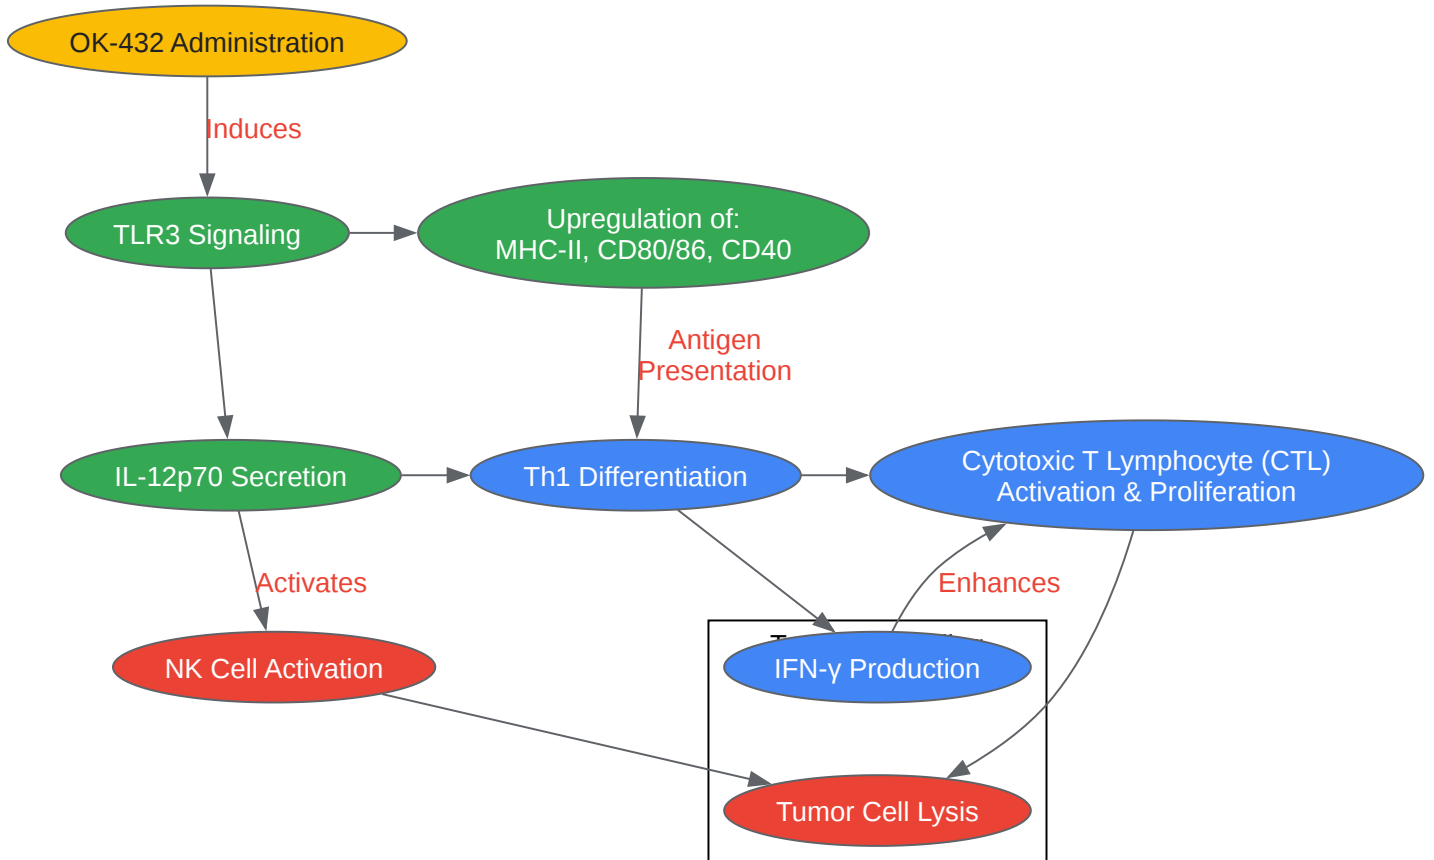 OK-432 Administration
Induces
TLR3 Signaling
Upregulation of:
MHC-II, CD80/86, CD40
Antigen
Presentation
IL-12p70 Secretion
Th1 Differentiation
Cytotoxic T Lymphocyte (CTL)
Activation & Proliferation
Activates
Enhances
NK Cell Activation
IFN-γ Production
Tumor Cell Lysis